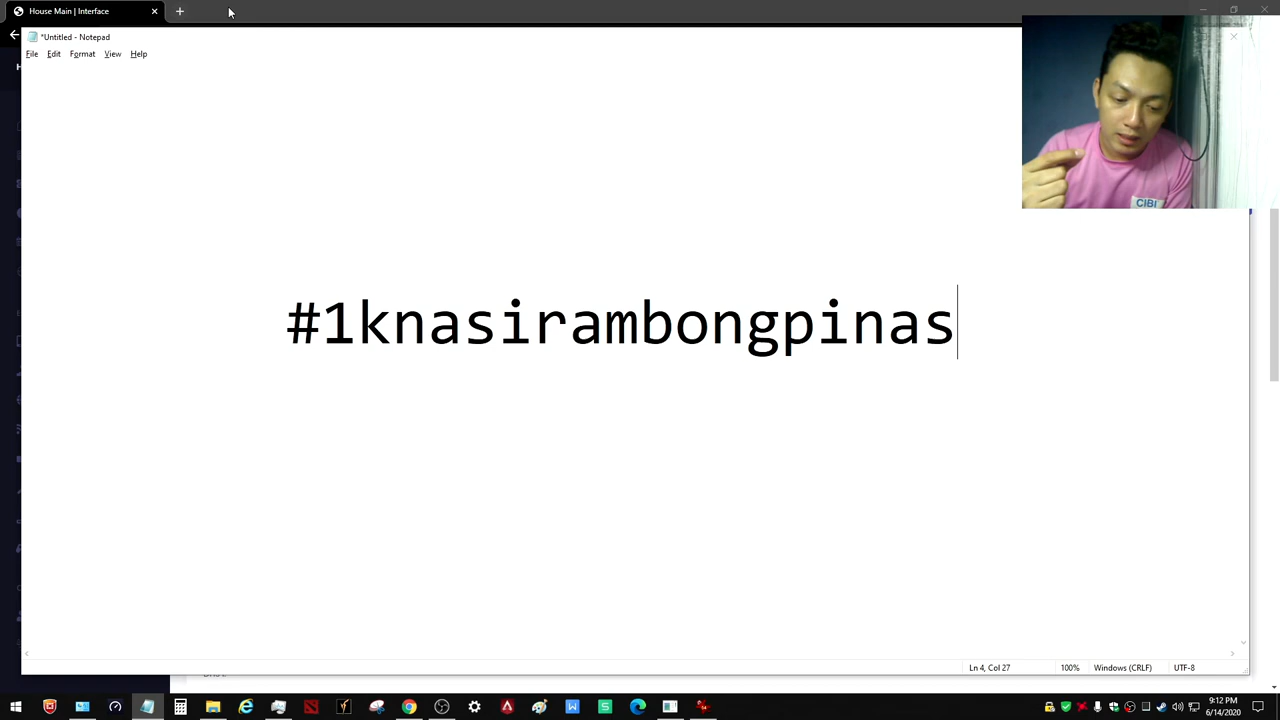 House Main | Interface
*Untitled - Notepad
File Edit Format View Help
CIBI
#1knasirambongpinas
Ln 4, Col 27 100% Windows (CRLF) UTF-8
9:12 PM
6/14/2020